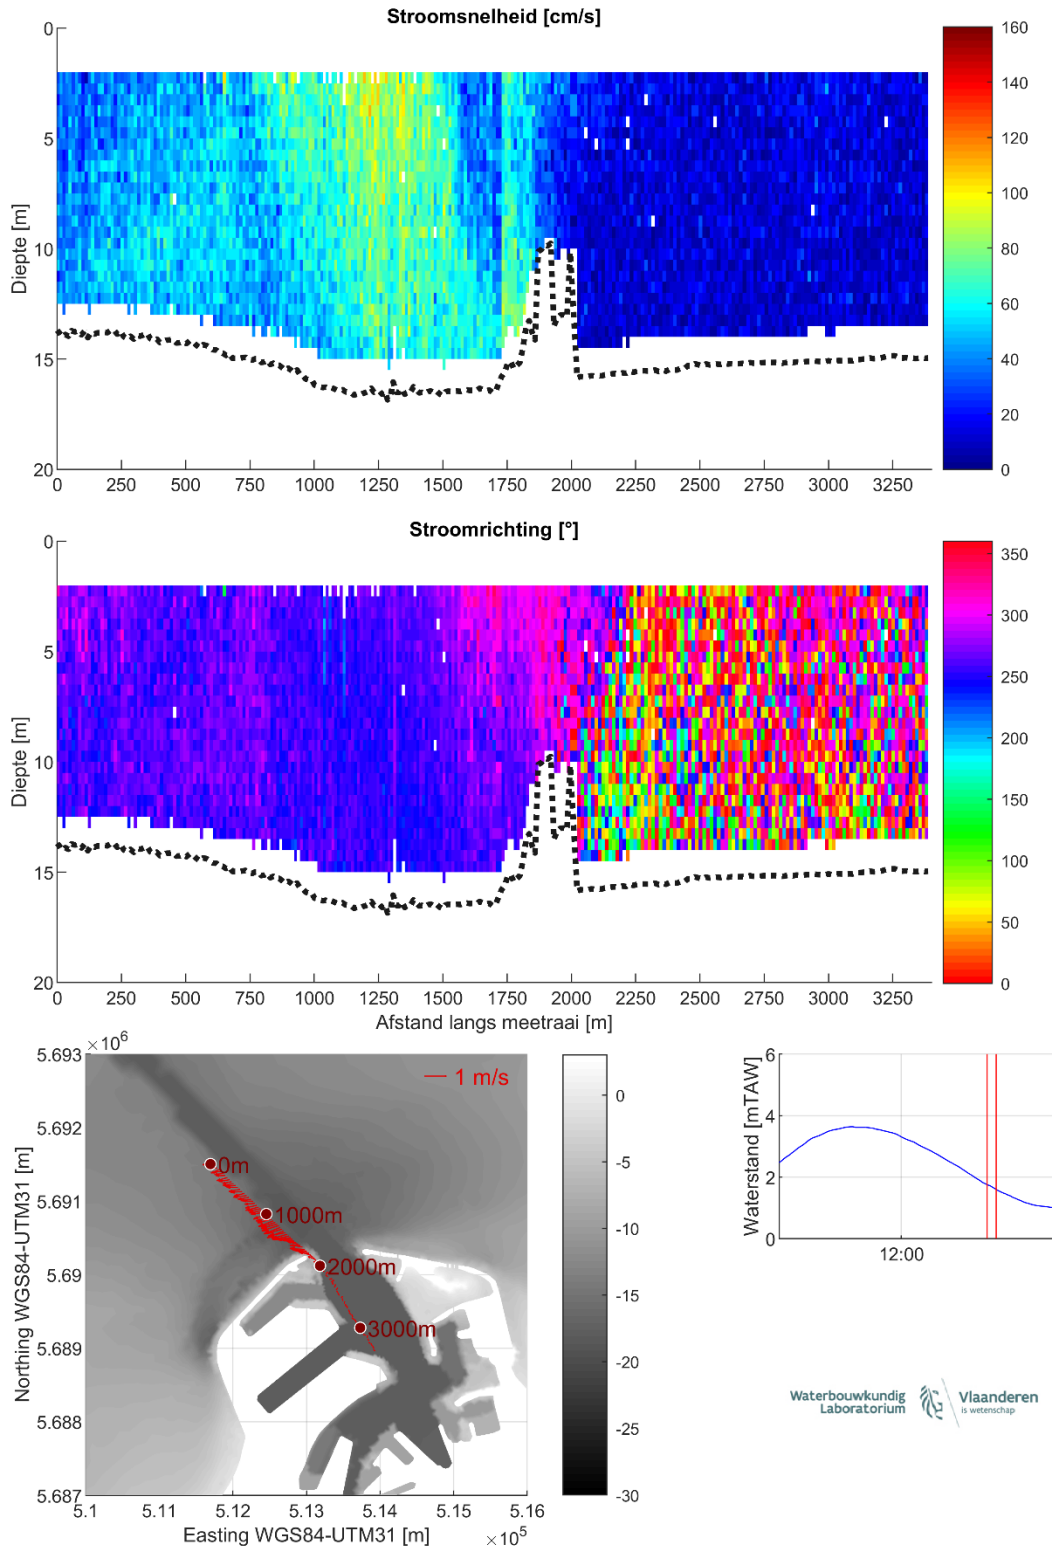 Stroomsnelheid [cm/s]
0
5
10
15
20
Diepte [m]
0 250 500 750 1000 1250 1500 1750 2000 2250 2500 2750 3000 3250
160
140
120
100
80
60
40
20
0
Stroomrichting [°]
0
5
10
15
20
Diepte [m]
0 250 500 750 1000 1250 1500 1750 2000 2250 2500 2750 3000 3250
Afstand langs meetraai [m]
350
300
250
200
150
100
50
0
×10⁶
5.693
5.692
5.691
5.69
5.689
5.688
5.687
Northing WGS84-UTM31 [m]
1 m/s
0m
1000m
2000m
3000m
5.1 5.12 5.13 5.14 5.15 5.16
Easting WGS84-UTM31 [m]
×10⁵
0
-5
-10
-15
-20
-25
-30
Waterstand [mTAW]
6
4
2
0
12:00
Waterbouwkundig
Laboratorium
Vlaanderen
is wetenschap